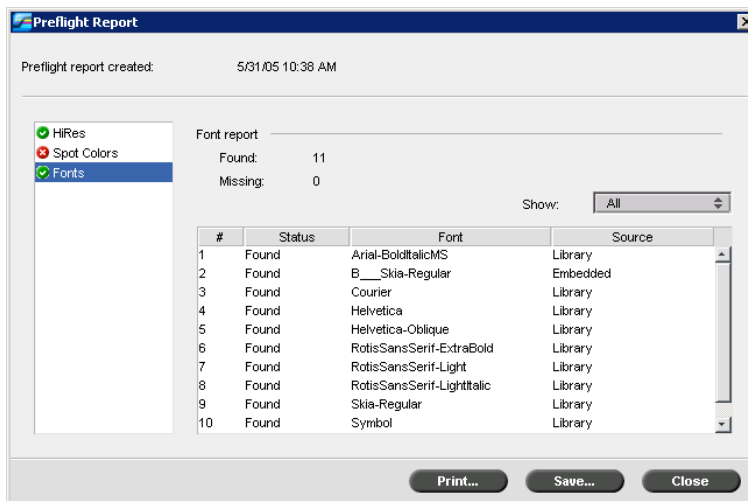 Preflight Report
Preflight report created: 5/31/05 10:38 AM
HiRes
Spot Colors
Fonts
Font report
Found: 11
Missing: 0
Show: All
# Status Font Source
1 Found Arial-BoldItalicMS Library
2 Found B___Skia-Regular Embedded
3 Found Courier Library
4 Found Helvetica Library
5 Found Helvetica-Oblique Library
6 Found RotisSansSerif-ExtraBold Library
7 Found RotisSansSerif-Light Library
8 Found RotisSansSerif-LightItalic Library
9 Found Skia-Regular Library
10 Found Symbol Library
Print... Save... Close